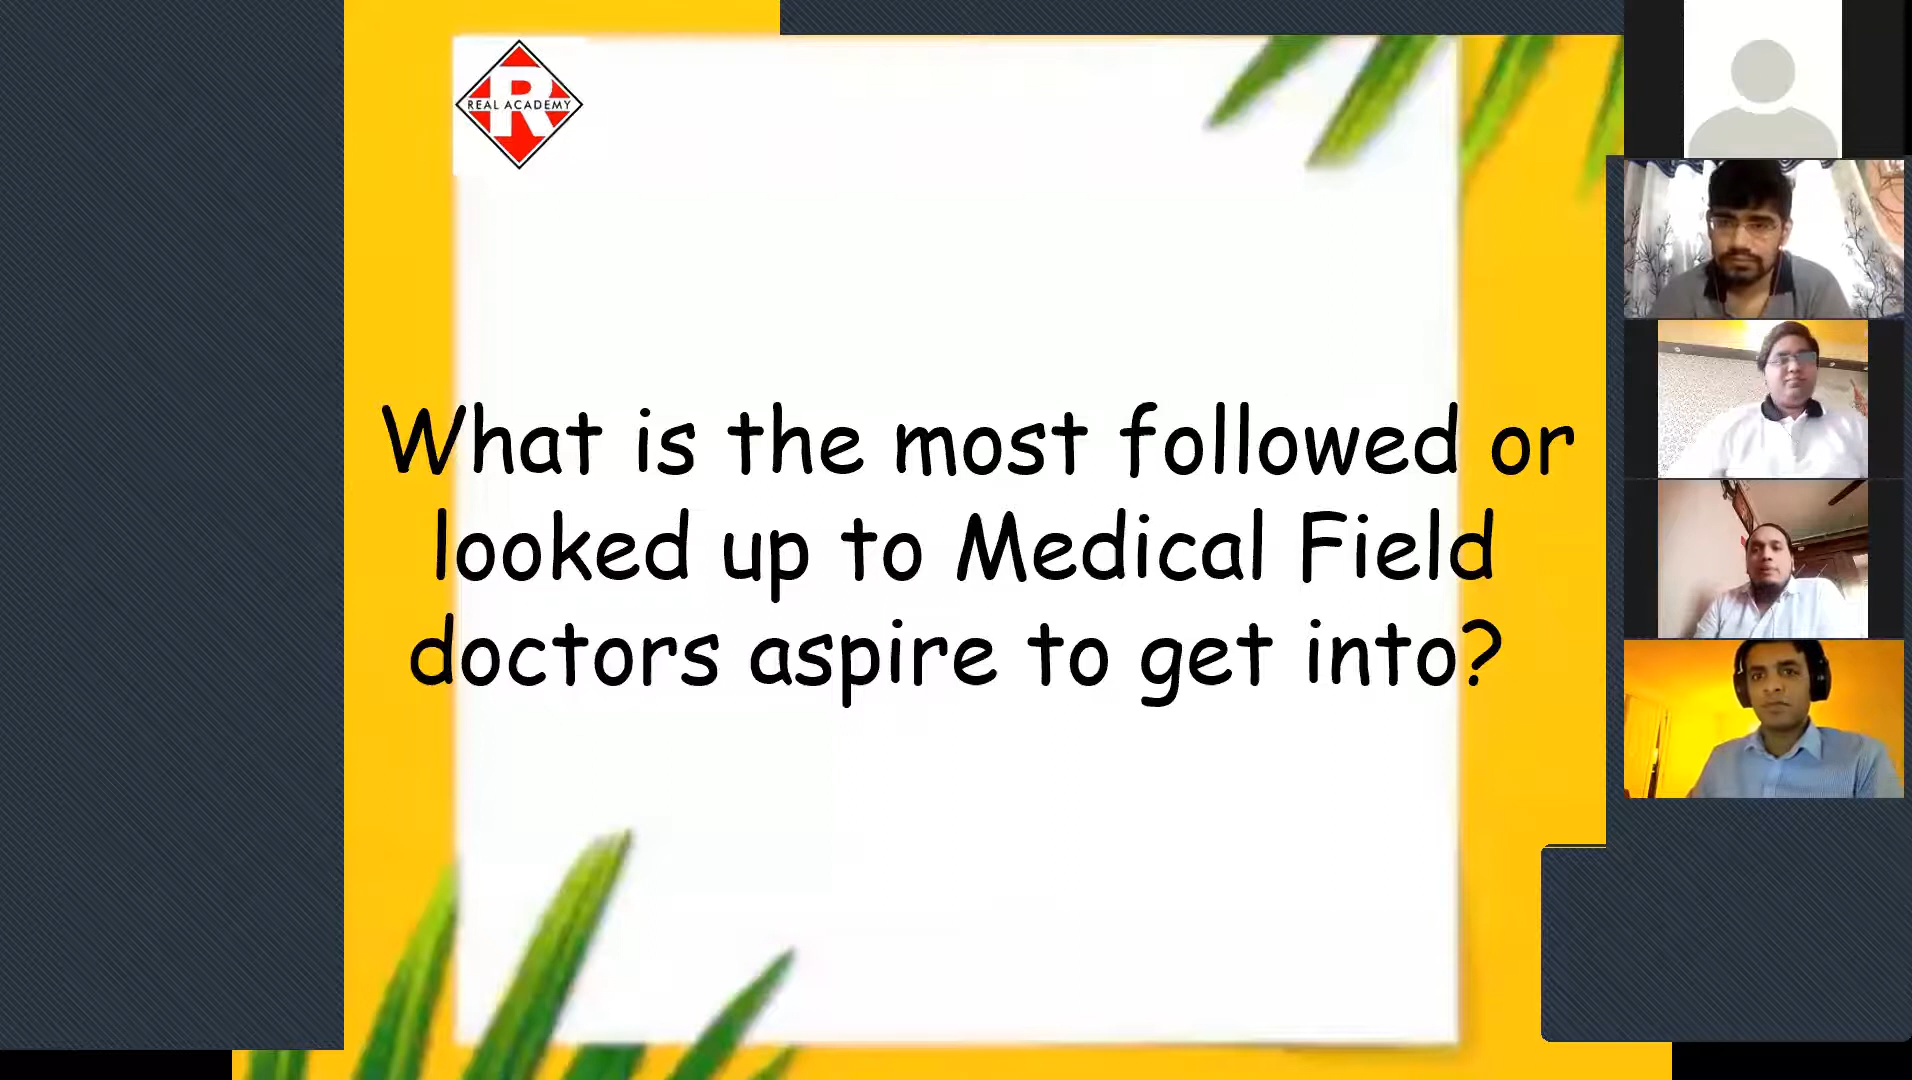 REAL ACADEMY
R
What is the most followed or
looked up to Medical Field
doctors aspire to get into?